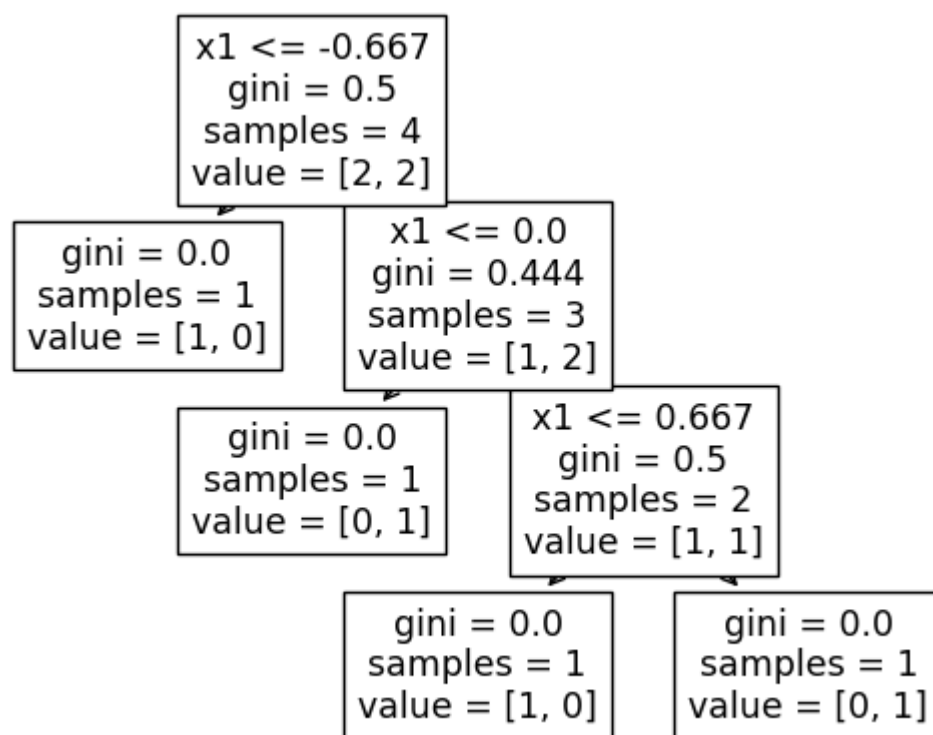 x1 <= -0.667
gini = 0.5
samples = 4
value = [2, 2]
gini = 0.0
samples = 1
value = [1, 0]
x1 <= 0.0
gini = 0.444
samples = 3
value = [1, 2]
gini = 0.0
samples = 1
value = [0, 1]
x1 <= 0.667
gini = 0.5
samples = 2
value = [1, 1]
gini = 0.0
samples = 1
value = [1, 0]
gini = 0.0
samples = 1
value = [0, 1]